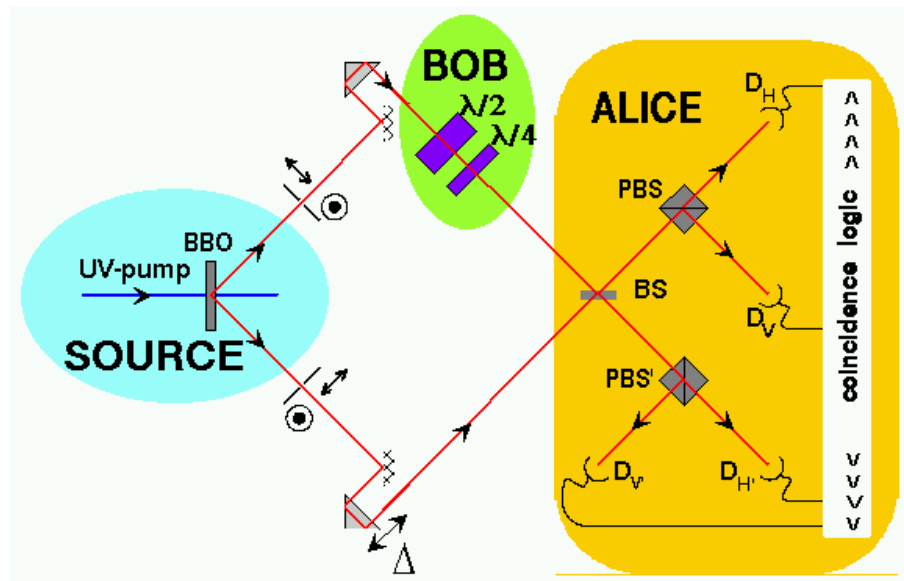 BOB
λ/2
λ/4
ALICE
D_H
PBS
BBO
UV-pump
SOURCE
BS
D_V
PBS'
D_V'
D_H'
Δ
coincidence logic